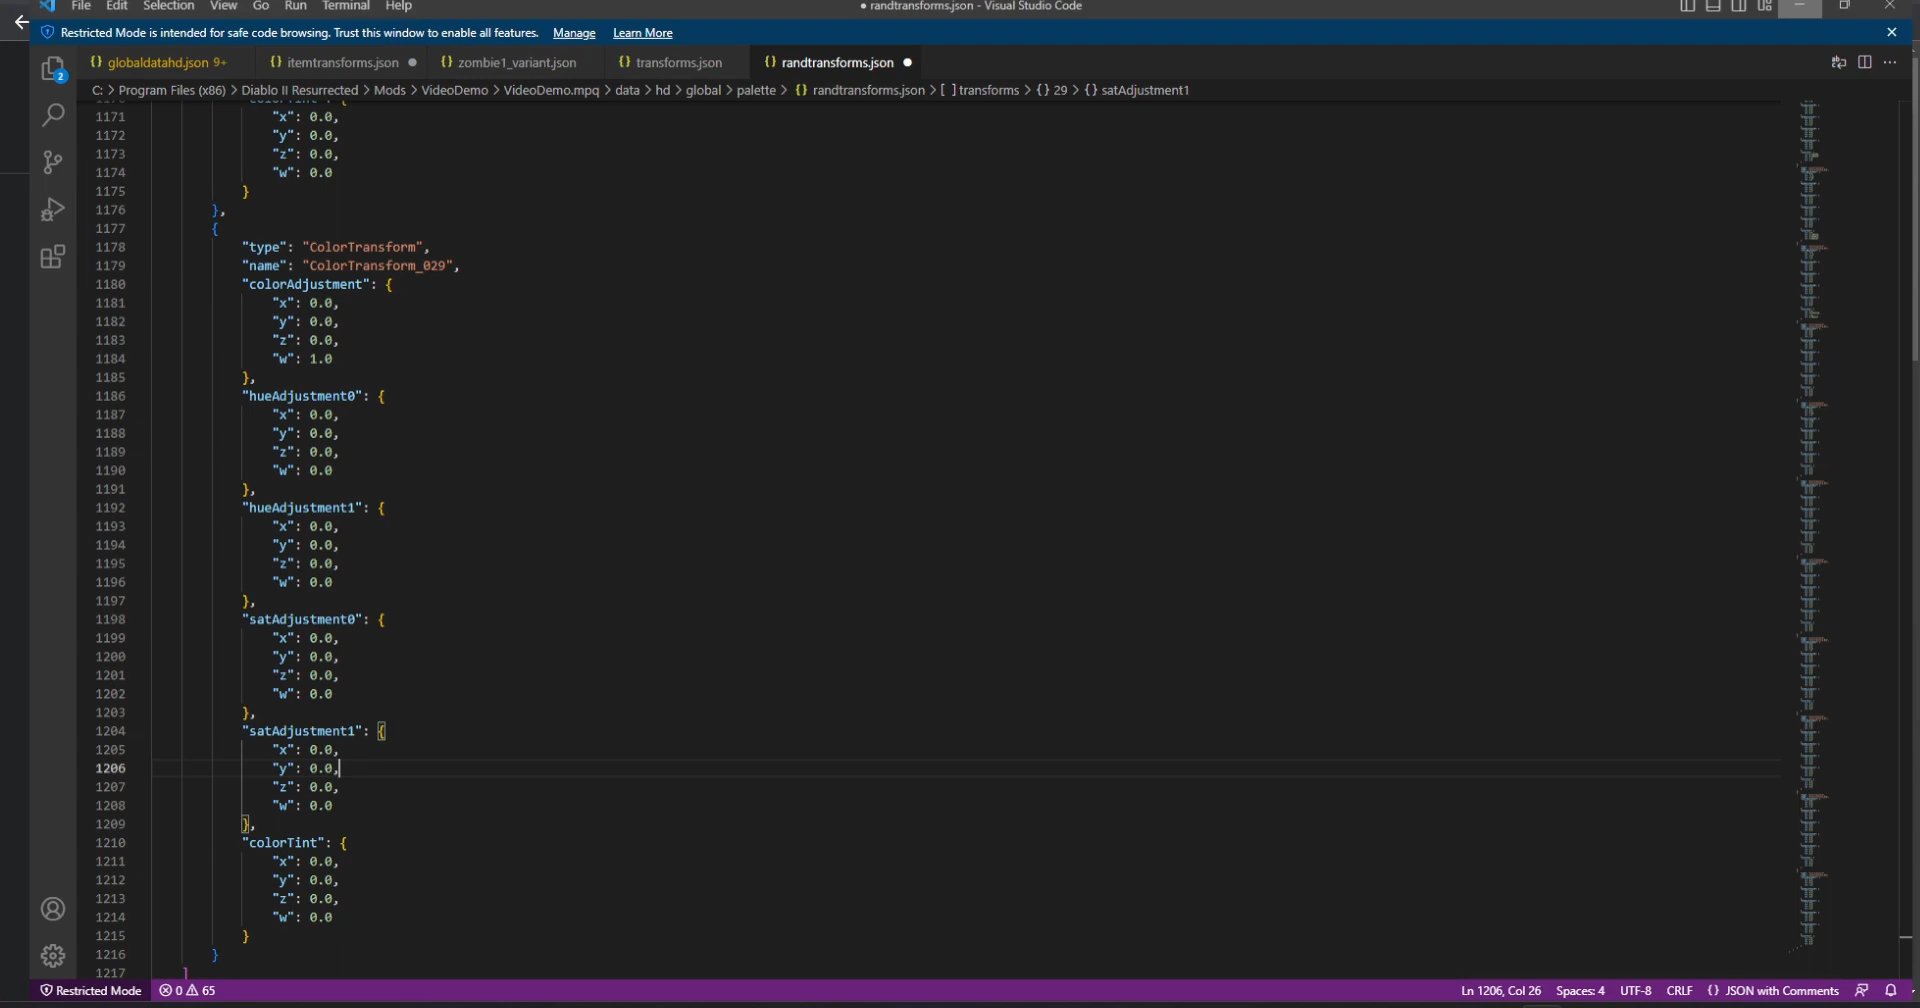 File Edit Selection View Go Run Terminal Help
● randtransforms.json - Visual Studio Code
Restricted Mode is intended for safe code browsing. Trust this window to enable all features. Manage Learn More
{} globaldatahd.json 9+ {} itemtransforms.json ● {} zombie1_variant.json {} transforms.json {} randtransforms.json ●
C: > Program Files (x86) > Diablo II Resurrected > Mods > VideoDemo > VideoDemo.mpq > data > hd > global > palette > {} randtransforms.json > [ ] transforms > {} 29 > {} satAdjustment1
2
1171 "x": 0.0,
1172 "y": 0.0,
1173 "z": 0.0,
1174 "w": 0.0
1175 }
1176 },
1177 {
1178 "type": "ColorTransform",
1179 "name": "ColorTransform_029",
1180 "colorAdjustment": {
1181 "x": 0.0,
1182 "y": 0.0,
1183 "z": 0.0,
1184 "w": 1.0
1185 },
1186 "hueAdjustment0": {
1187 "x": 0.0,
1188 "y": 0.0,
1189 "z": 0.0,
1190 "w": 0.0
1191 },
1192 "hueAdjustment1": {
1193 "x": 0.0,
1194 "y": 0.0,
1195 "z": 0.0,
1196 "w": 0.0
1197 },
1198 "satAdjustment0": {
1199 "x": 0.0,
1200 "y": 0.0,
1201 "z": 0.0,
1202 "w": 0.0
1203 },
1204 "satAdjustment1": {
1205 "x": 0.0,
1206 "y": 0.0,
1207 "z": 0.0,
1208 "w": 0.0
1209 },
1210 "colorTint": {
1211 "x": 0.0,
1212 "y": 0.0,
1213 "z": 0.0,
1214 "w": 0.0
1215 }
1216 }
1217 ]
Restricted Mode 0 65 Ln 1206, Col 26 Spaces: 4 UTF-8 CRLF {} JSON with Comments